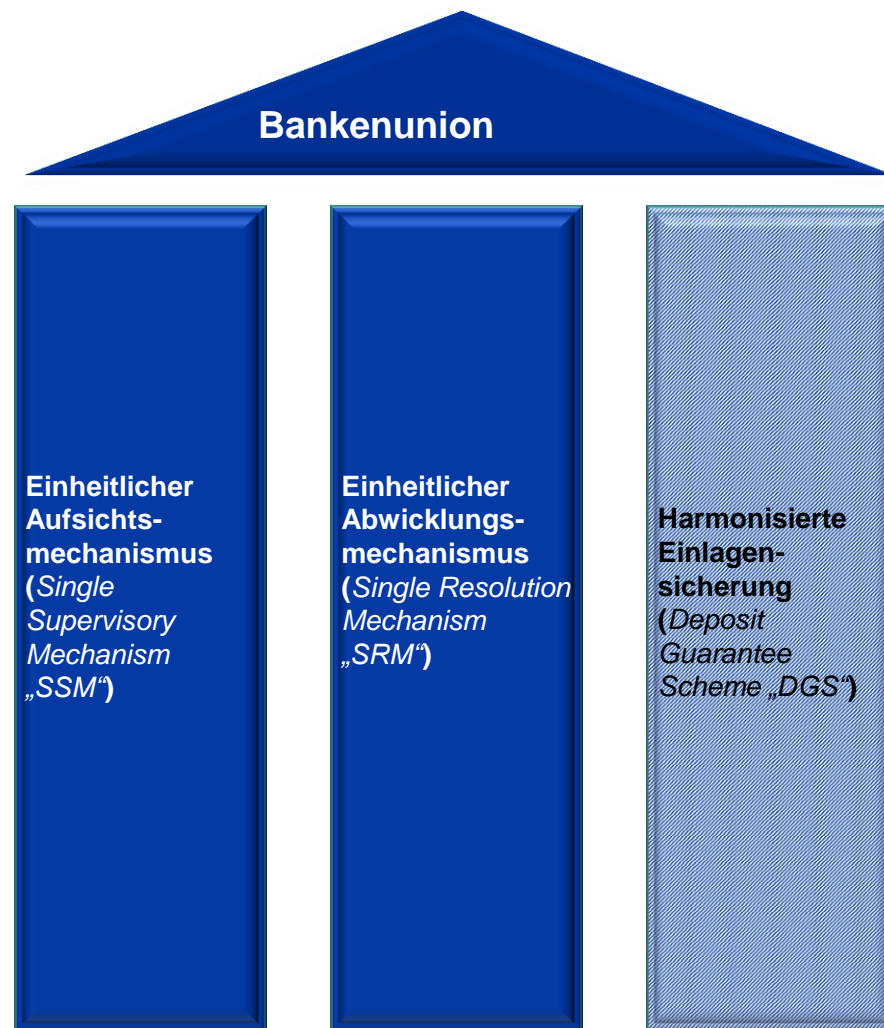 Bankenunion
Einheitlicher
Aufsichts-
mechanismus
(Single
Supervisory
Mechanism
„SSM“)
Einheitlicher
Abwicklungs-
mechanismus
(Single Resolution
Mechanism
„SRM“)
Harmonisierte
Einlagen-
sicherung
(Deposit
Guarantee
Scheme „DGS“)